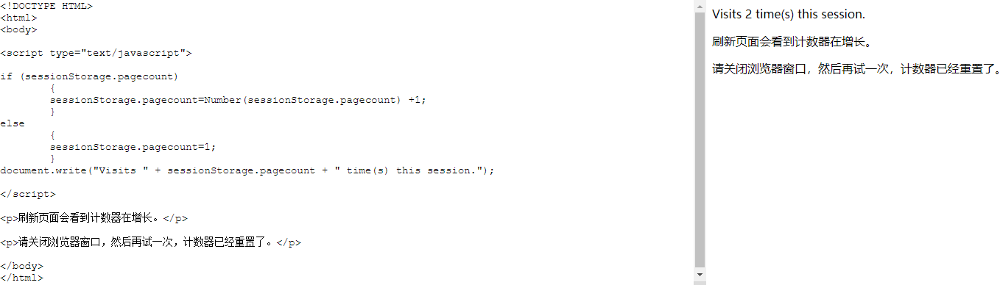 <!DOCTYPE HTML>
<html>
<body>
<script type="text/javascript">
if (sessionStorage.pagecount)
{
sessionStorage.pagecount=Number(sessionStorage.pagecount) +1;
}
else
{
sessionStorage.pagecount=1;
}
document.write("Visits " + sessionStorage.pagecount + " time(s) this session.");
</script>
<p>刷新页面会看到计数器在增长。</p>
<p>请关闭浏览器窗口，然后再试一次，计数器已经重置了。</p>
</body>
</html>
Visits 2 time(s) this session.
刷新页面会看到计数器在增长。
请关闭浏览器窗口，然后再试一次，计数器已经重置了。